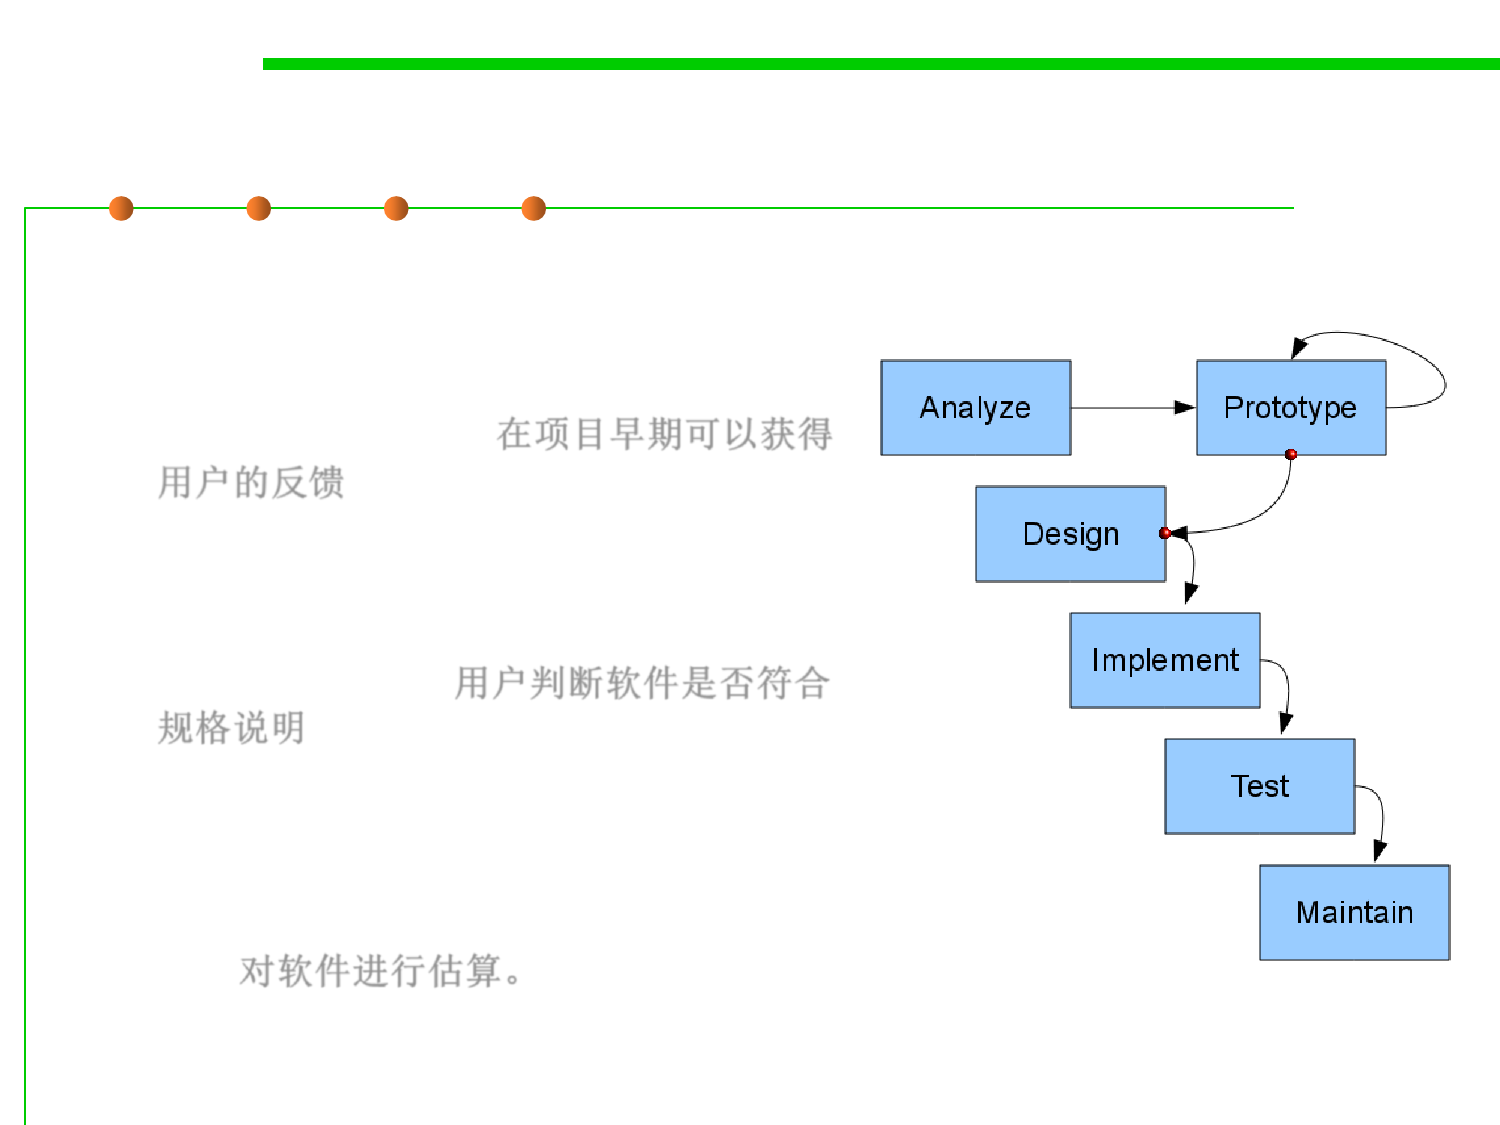 在项目早期可以获得
用户的反馈
用户判断软件是否符合
规格说明
对软件进行估算。
Analyze
Prototype
Design
Implement
Test
Maintain